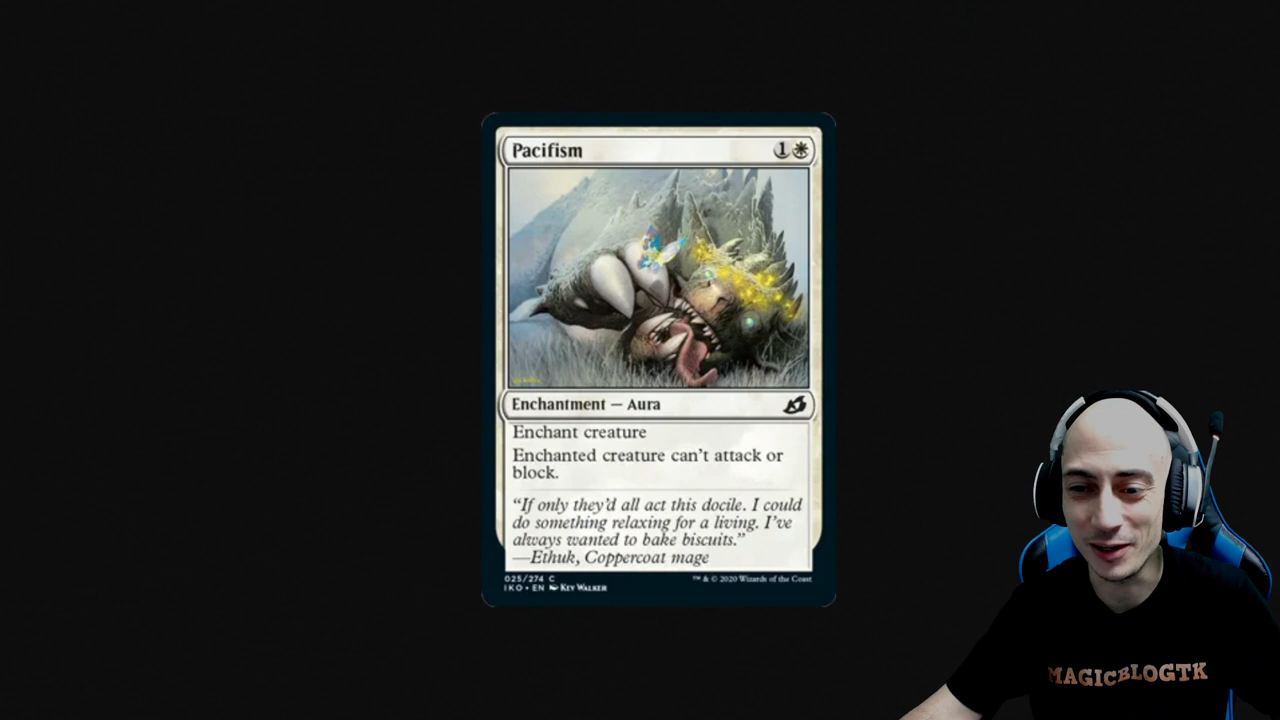 Pacifism 1
Enchantment — Aura
Enchant creature
Enchanted creature can't attack or
block.
"If only they'd all act this docile. I could
do something relaxing for a living. I've
always wanted to bake biscuits."
—Ethuk, Coppercoat mage
025/274 C
IKO • EN Kev Walker
™ & © 2020 Wizards of the Coast
MAGICBLOGTK